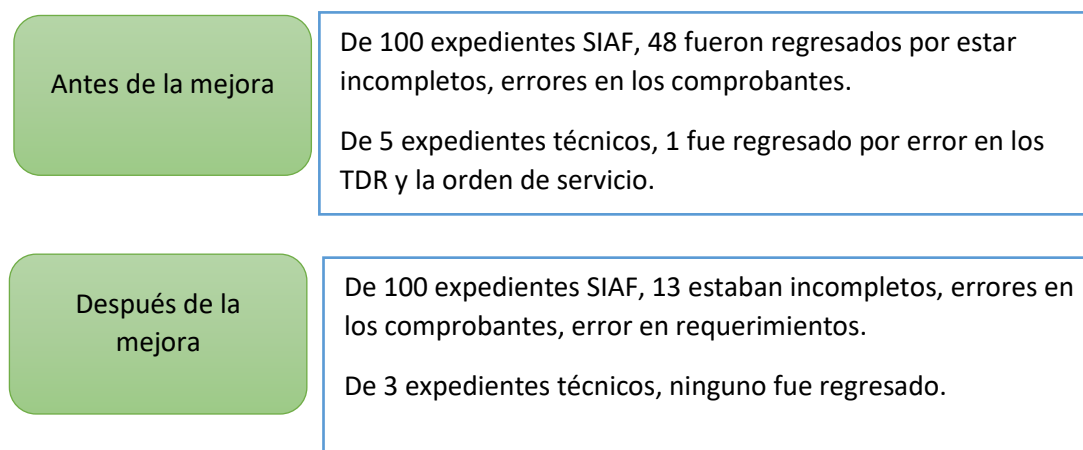 Antes de la mejora
De 100 expedientes SIAF, 48 fueron regresados por estar
incompletos, errores en los comprobantes.
De 5 expedientes técnicos, 1 fue regresado por error en los
TDR y la orden de servicio.
Después de la
mejora
De 100 expedientes SIAF, 13 estaban incompletos, errores en
los comprobantes, error en requerimientos.
De 3 expedientes técnicos, ninguno fue regresado.